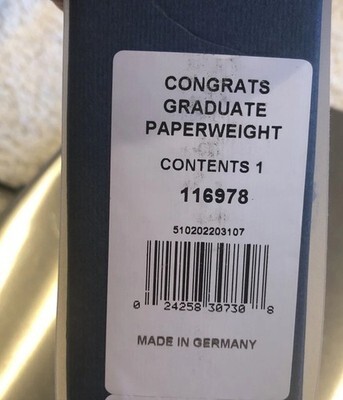 CONGRATS
GRADUATE
PAPERWEIGHT
CONTENTS 1
116978
510202203107
0 24258 30730 8
MADE IN GERMANY